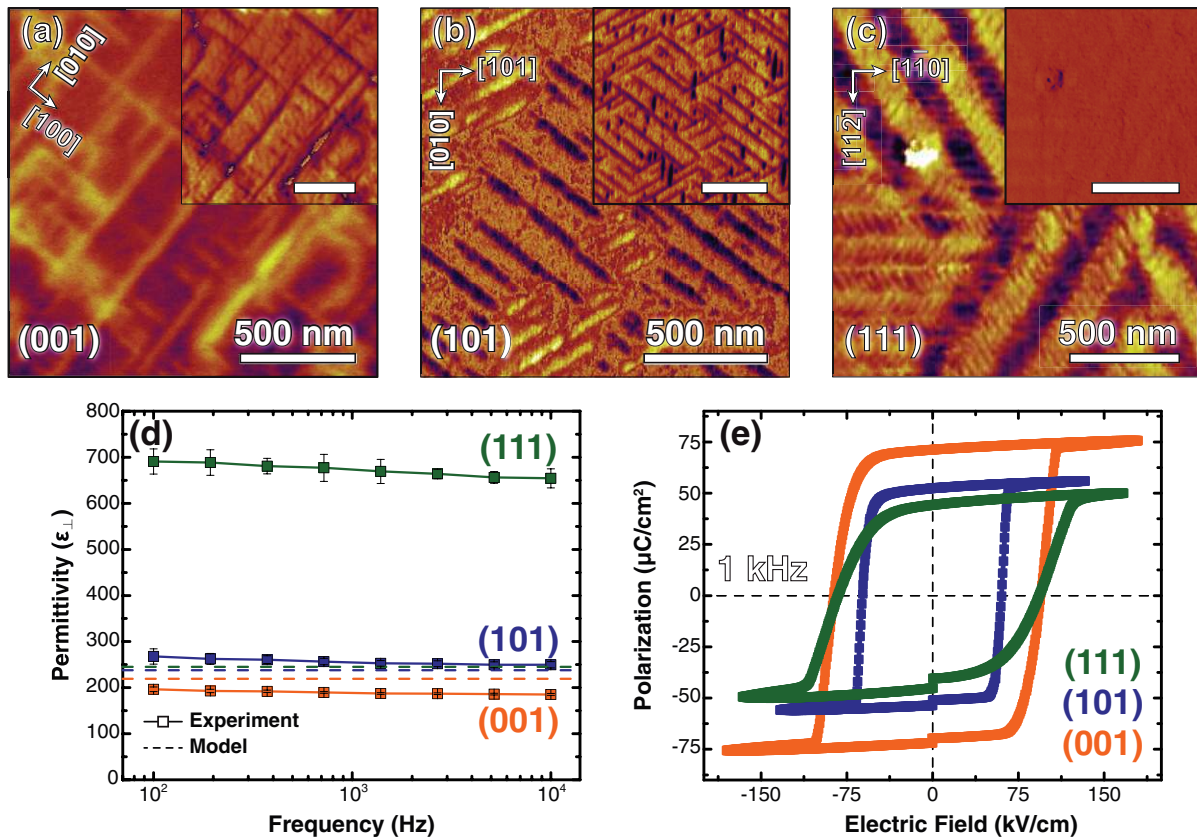 (a)
[010]
[100]
(001)
500 nm
(b)
[1̅01]
[010]
(101)
500 nm
(c)
[1̅10]
[112̅]
(111)
500 nm
(d)
800
700
600
500
400
300
200
100
0
Permittivity (ε⊥)
(111)
(101)
(001)
Experiment
Model
10²
10³
10⁴
Frequency (Hz)
(e)
75
50
25
0
-25
-50
-75
Polarization (µC/cm²)
1 kHz
(111)
(101)
(001)
-150
-75
0
75
150
Electric Field (kV/cm)